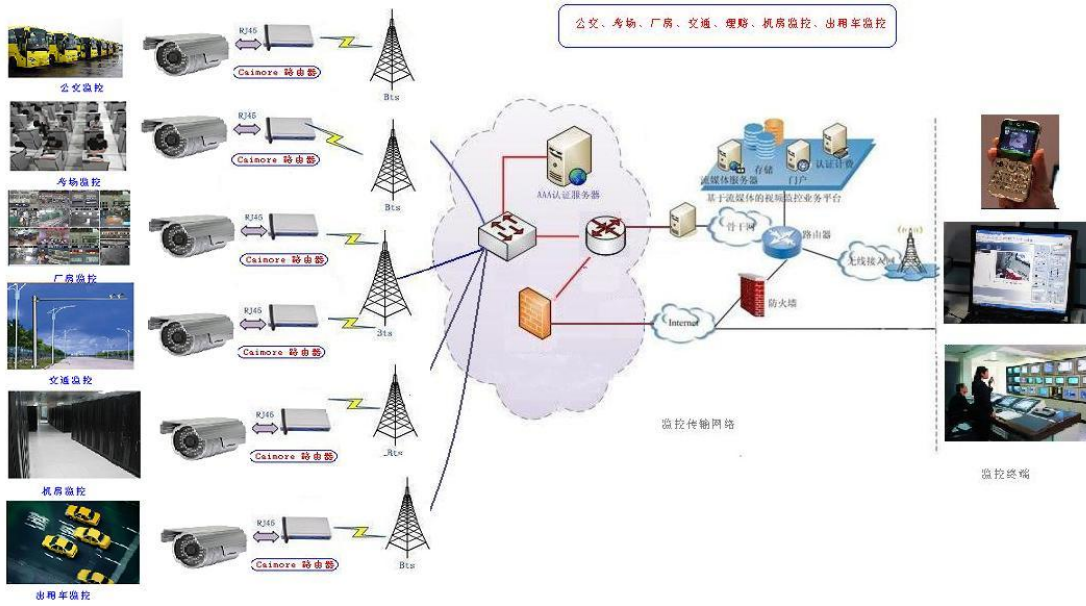 公交、考场、厂房、交通、理赔、机房监控、出租车监控
RJ45
Caimore 路由器
Bts
公交监控
RJ45
Caimore 路由器
Bts
考场监控
RJ45
Caimore 路由器
厂房监控
RJ45
Caimore 路由器
Bts
交通监控
RJ45
Caimore 路由器
Bts
机房监控
RJ45
Caimore 路由器
Bts
出租车监控
AAA认证服务器
流媒体服务器
存储
门户
认证计费
基于流媒体的视频监控业务平台
骨干网
路由器
无线接入网
防火墙
Internet
监控传输网络
监控终端